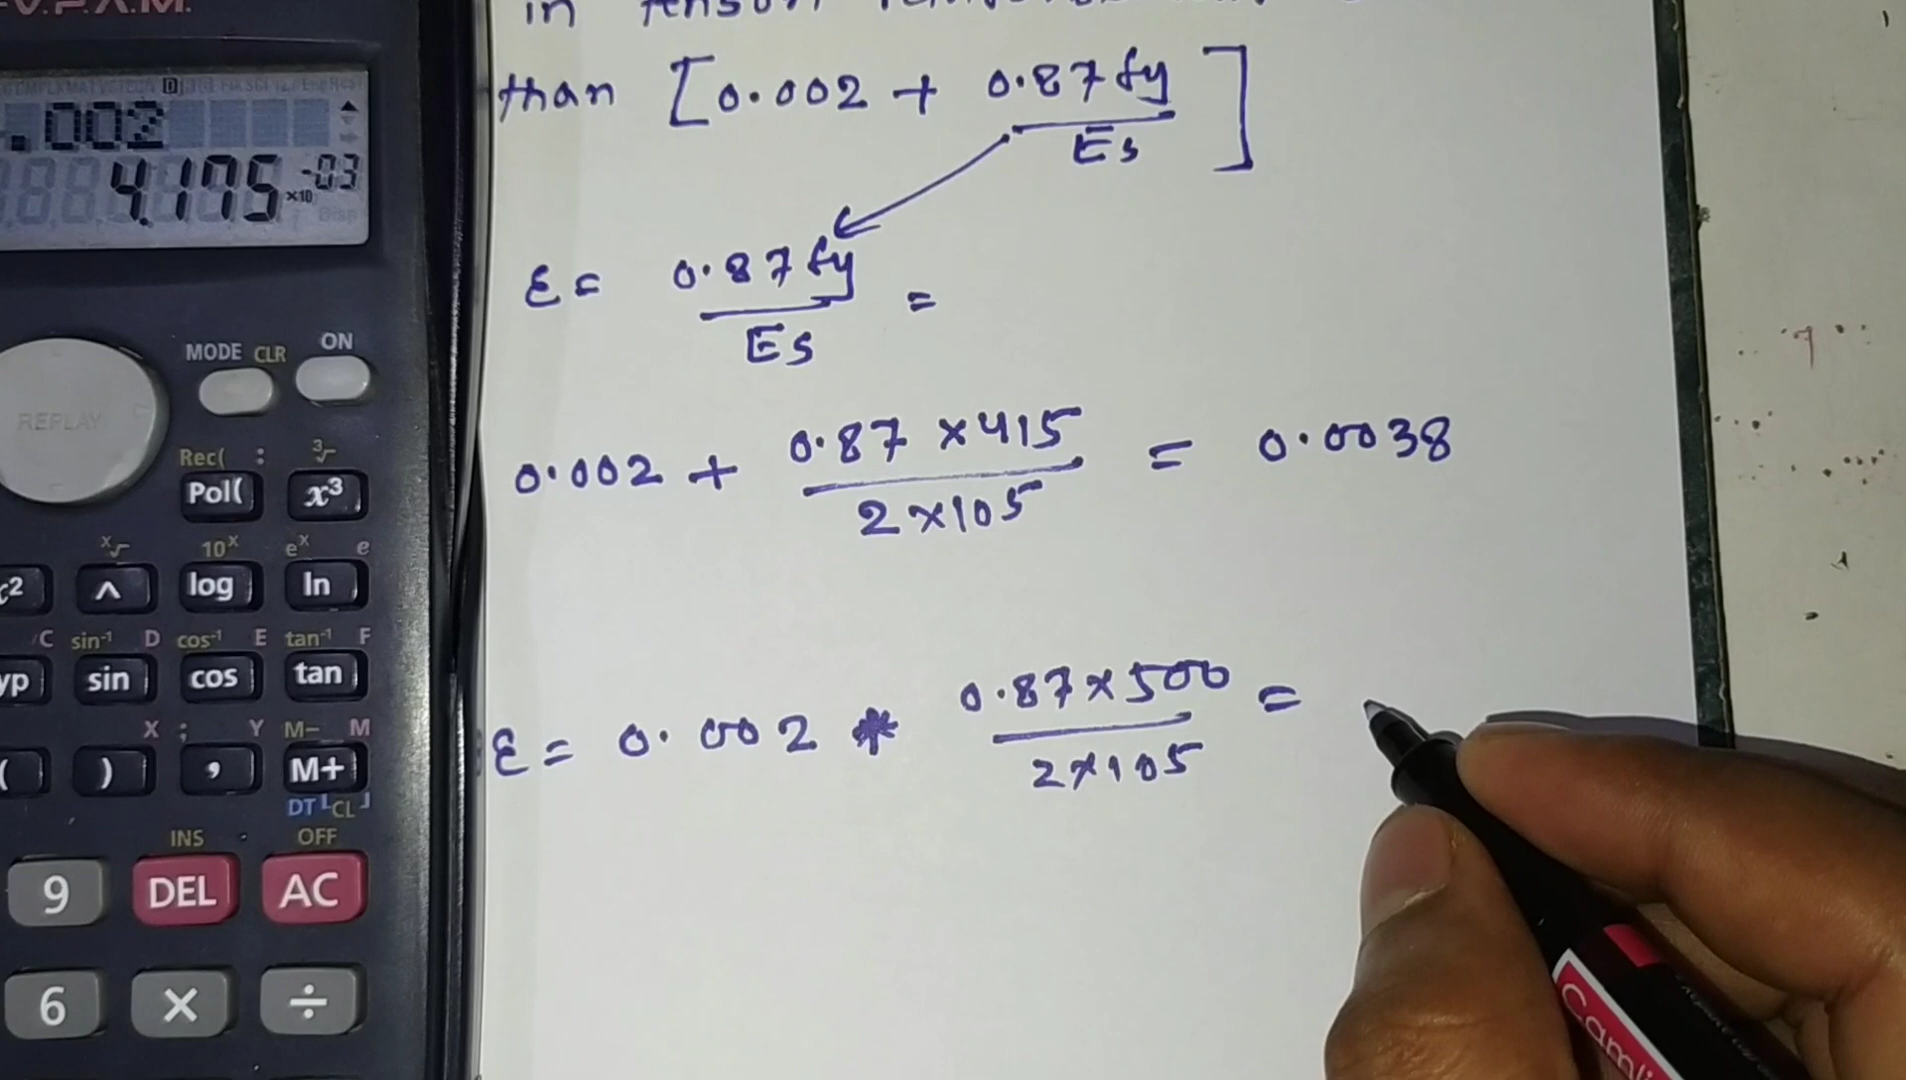 in
than [0.002 + 0.87fy
Es]
ε = 0.87fy =
Es
0.002 + 0.87 × 415 = 0.0038
2×105
ε = 0.002 * 0.87×500 =
2×105
.002
4.175 ×10 -03
Disp
MODE CLR ON
REPLAY
Rec( : 3√
Pol( x3
x√ 10x ex e
^ log ln
C sin-1 D cos-1 E tan-1 F
sin cos tan
X ; Y M- M
( ) , M+
DT CL
INS OFF
9 DEL AC
6 × ÷